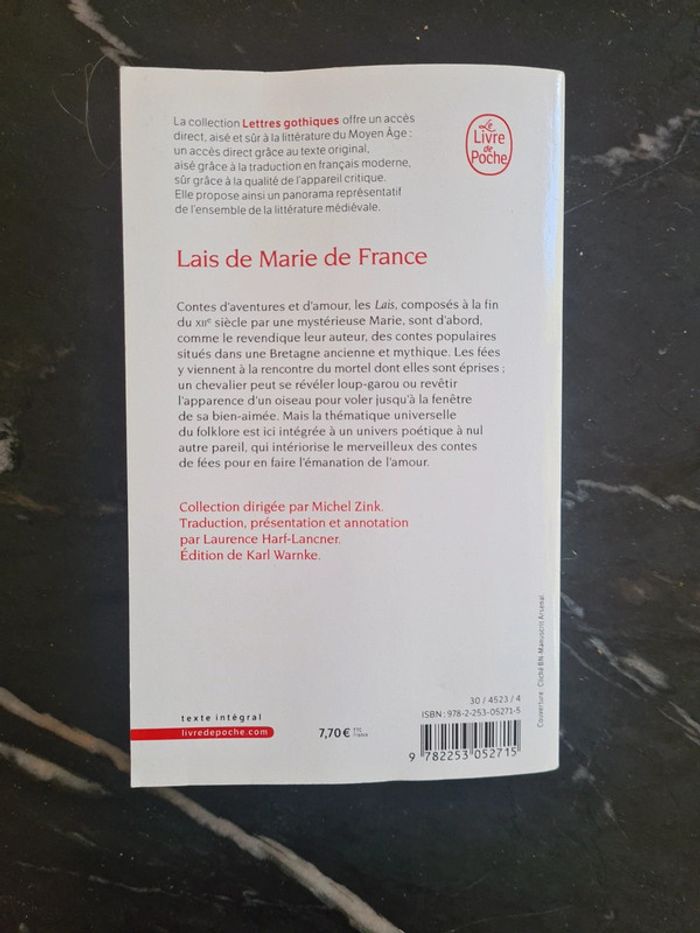 La collection Lettres gothiques offre un accès
direct, aisé et sûr à la littérature du Moyen Âge :
un accès direct grâce au texte original,
aisé grâce à la traduction en français moderne,
sûr grâce à la qualité de l'appareil critique.
Elle propose ainsi un panorama représentatif
de l'ensemble de la littérature médiévale.
Le
Livre
de
Poche
Lais de Marie de France
Contes d'aventures et d'amour, les Lais, composés à la fin
du XIIe siècle par une mystérieuse Marie, sont d'abord,
comme le revendique leur auteur, des contes populaires
situés dans une Bretagne ancienne et mythique. Les fées
y viennent à la rencontre du mortel dont elles sont éprises ;
un chevalier peut se révéler loup-garou ou revêtir
l'apparence d'un oiseau pour voler jusqu'à la fenêtre
de sa bien-aimée. Mais la thématique universelle
du folklore est ici intégrée à un univers poétique à nul
autre pareil, qui intériorise le merveilleux des contes
de fées pour en faire l'émanation de l'amour.
Collection dirigée par Michel Zink.
Traduction, présentation et annotation
par Laurence Harf-Lancner.
Édition de Karl Warnke.
Couverture : Cliché BN-Manuscrit Arsenal.
texte intégral
livredepoche.com
7,70 € TTC
France
30 / 4523 / 4
ISBN : 978-2-253-05271-5
9 782253 052715